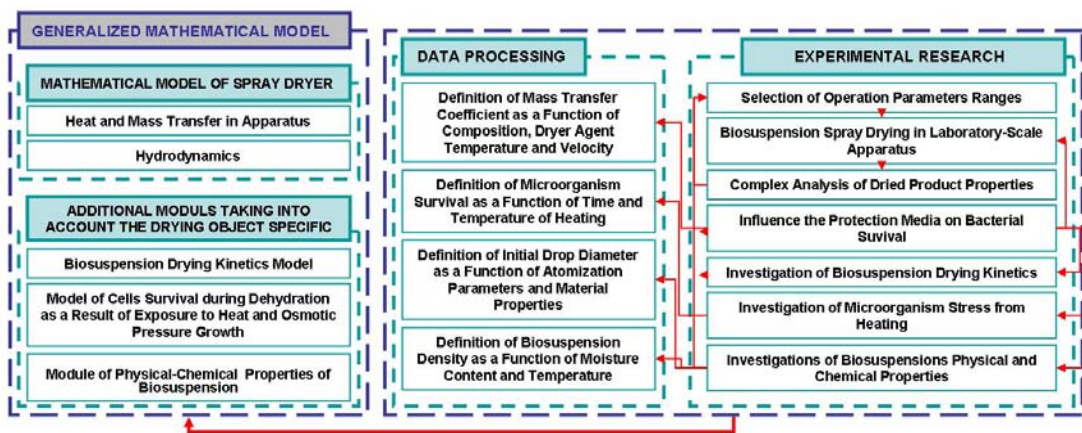 GENERALIZED MATHEMATICAL MODEL
MATHEMATICAL MODEL OF SPRAY DRYER
Heat and Mass Transfer in Apparatus
Hydrodynamics
ADDITIONAL MODULS TAKING INTO
ACCOUNT THE DRYING OBJECT SPECIFIC
Biosuspension Drying Kinetics Model
Model of Cells Survival during Dehydration
as a Result of Exposure to Heat and Osmotic
Pressure Growth
Module of Physical-Chemical Properties of
Biosuspension
DATA PROCESSING
Definition of Mass Transfer
Coefficient as a Function of
Composition, Dryer Agent
Temperature and Velocity
Definition of Microorganism
Survival as a Function of Time and
Temperature of Heating
Definition of Initial Drop Diameter
as a Function of Atomization
Parameters and Material
Properties
Definition of Biosuspension
Density as a Function of Moisture
Content and Temperature
EXPERIMENTAL RESEARCH
Selection of Operation Parameters Ranges
Biosuspension Spray Drying in Laboratory-Scale
Apparatus
Complex Analysis of Dried Product Properties
Influence the Protection Media on Bacterial
Suvival
Investigation of Biosuspension Drying Kinetics
Investigation of Microorganism Stress from
Heating
Investigations of Biosuspensions Physical and
Chemical Properties